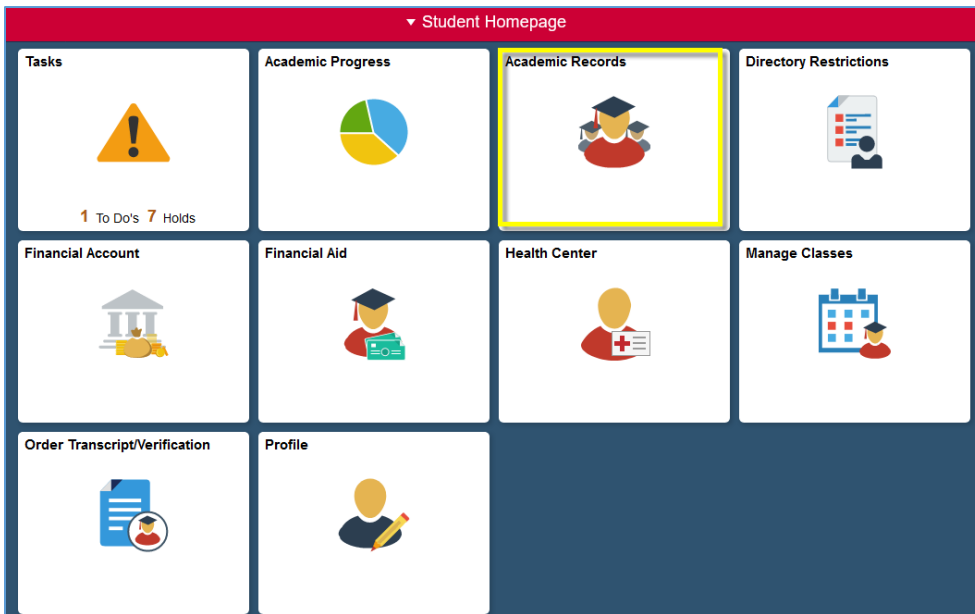 Student Homepage
Tasks
Academic Progress
Academic Records
Directory Restrictions
1 To Do's 7 Holds
Financial Account
Financial Aid
Health Center
Manage Classes
Order Transcript/Verification
Profile